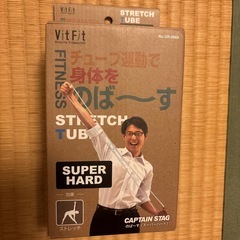 VitFit
STRETCH
TUBE
FITNESS
チューブ運動で
身体を
のば〜〜す
STRETCH
TUBE
SUPER
HARD
ストレッチ
CAPTAIN STAG